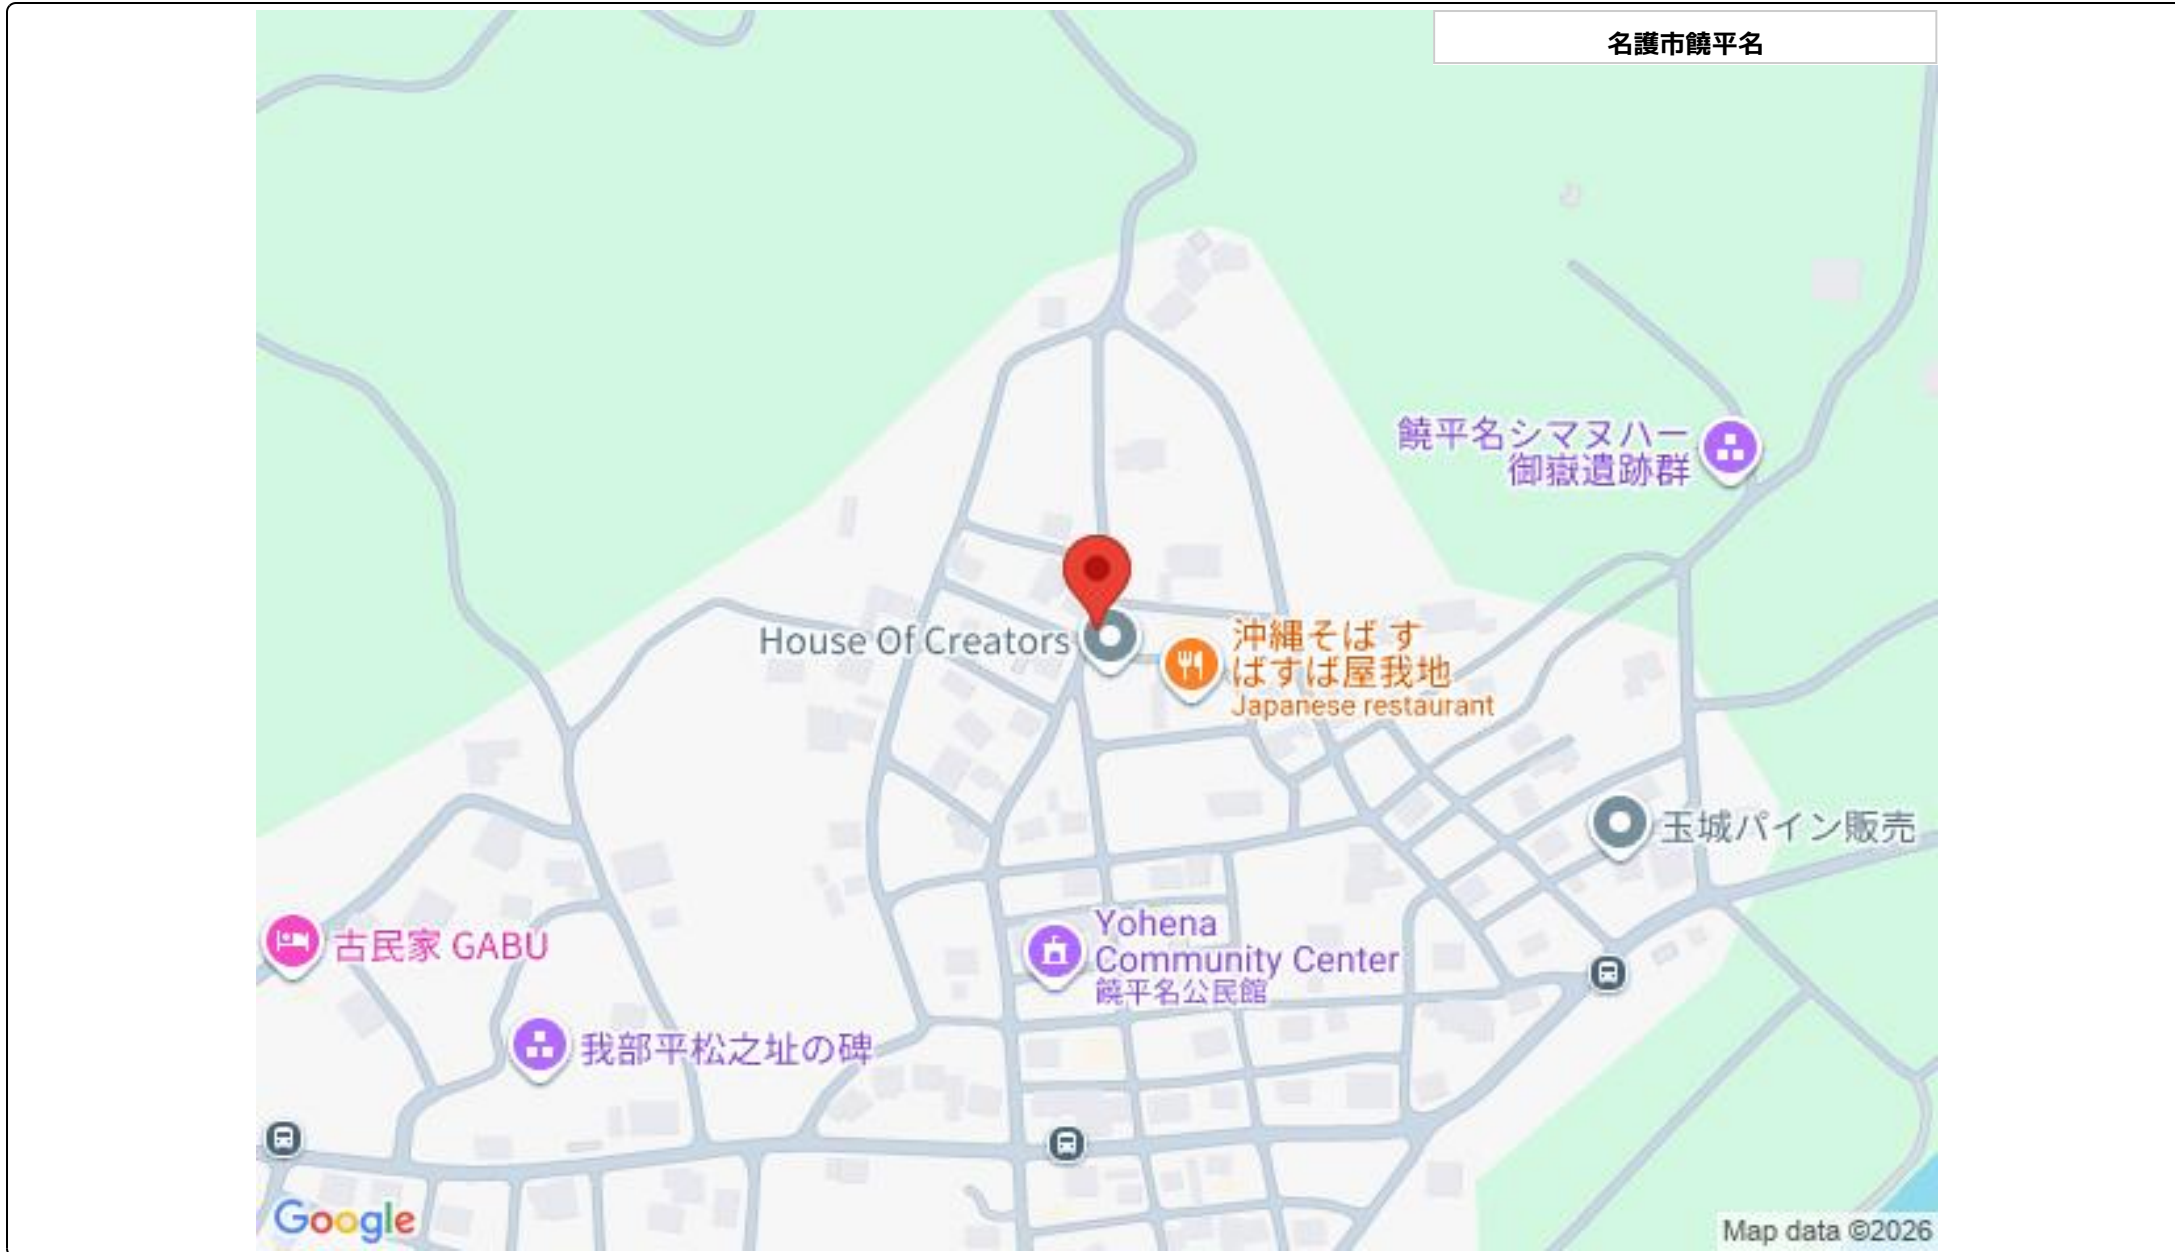 名護市饒平名
饒平名シマヌハー
御嶽遺跡群
House Of Creators
沖縄そば す
ばすば屋我地
Japanese restaurant
玉城パイン販売
古民家 GABU
Yohena
Community Center
饒平名公民館
我部平松之址の碑
Google
Map data ©2026